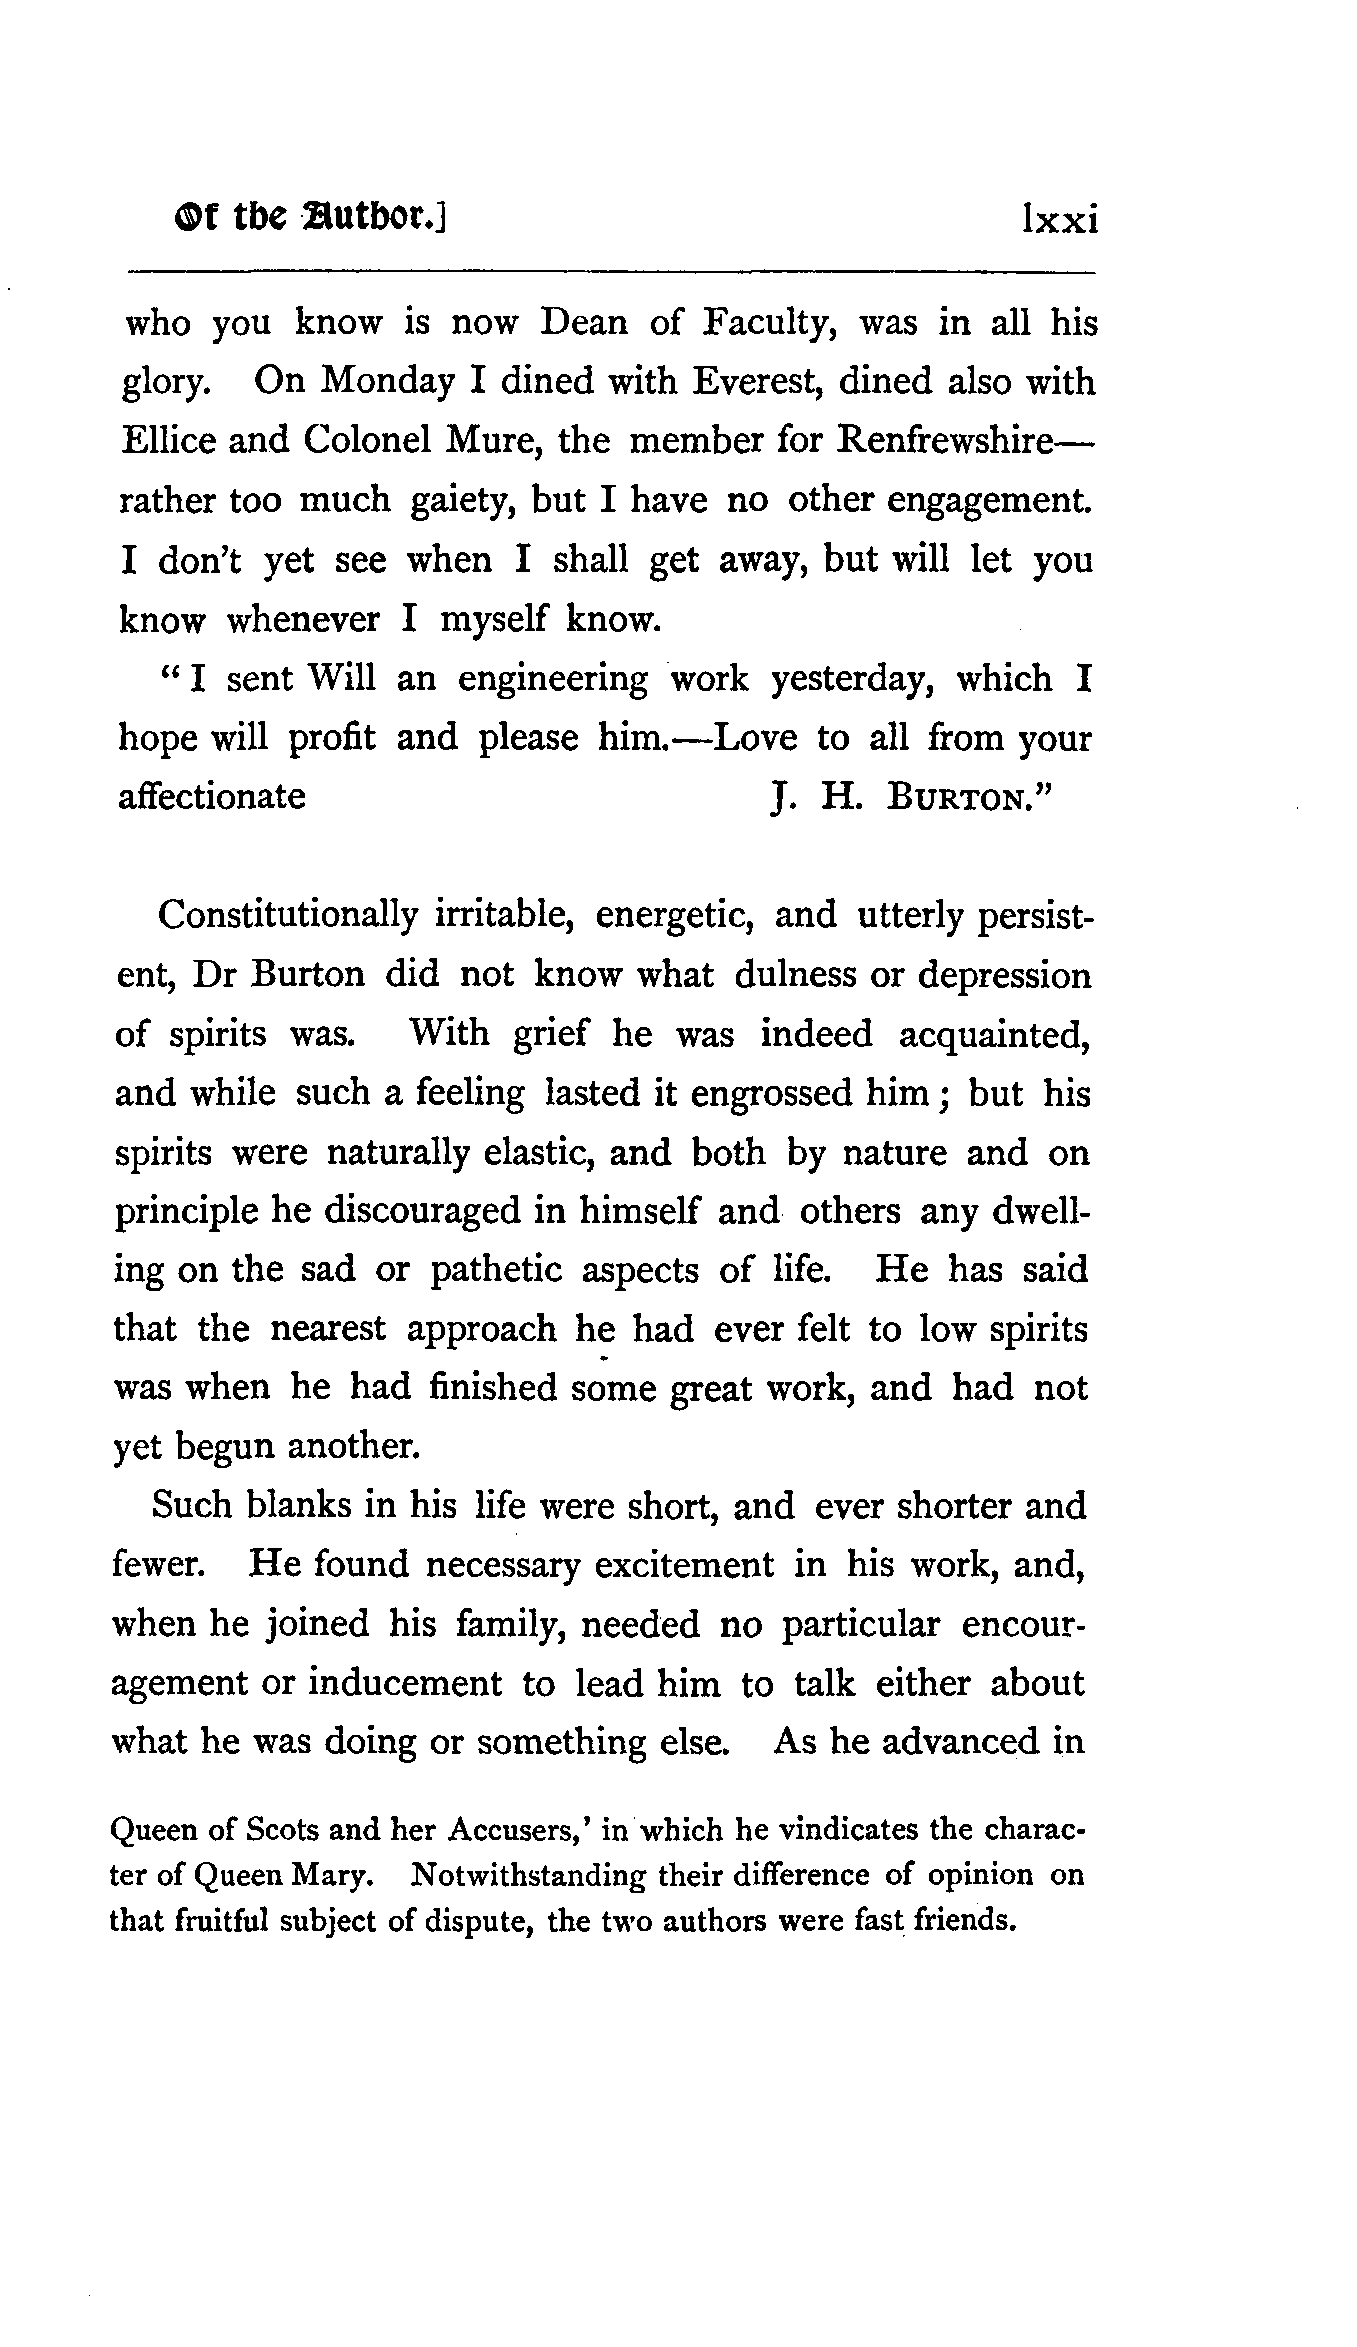 Of the Author.] lxxi
who you know is now Dean of Faculty, was in all his
glory. On Monday I dined with Everest, dined also with
Ellice and Colonel Mure, the member for Renfrewshire—
rather too much gaiety, but I have no other engagement.
I don't yet see when I shall get away, but will let you
know whenever I myself know.
“ I sent Will an engineering work yesterday, which I
hope will profit and please him.—Love to all from your
affectionate J. H. BURTON.”
Constitutionally irritable, energetic, and utterly persist-
ent, Dr Burton did not know what dulness or depression
of spirits was. With grief he was indeed acquainted,
and while such a feeling lasted it engrossed him ; but his
spirits were naturally elastic, and both by nature and on
principle he discouraged in himself and others any dwell-
ing on the sad or pathetic aspects of life. He has said
that the nearest approach he had ever felt to low spirits
was when he had finished some great work, and had not
yet begun another.
Such blanks in his life were short, and ever shorter and
fewer. He found necessary excitement in his work, and,
when he joined his family, needed no particular encour-
agement or inducement to lead him to talk either about
what he was doing or something else. As he advanced in
Queen of Scots and her Accusers,' in which he vindicates the charac-
ter of Queen Mary. Notwithstanding their difference of opinion on
that fruitful subject of dispute, the two authors were fast friends.